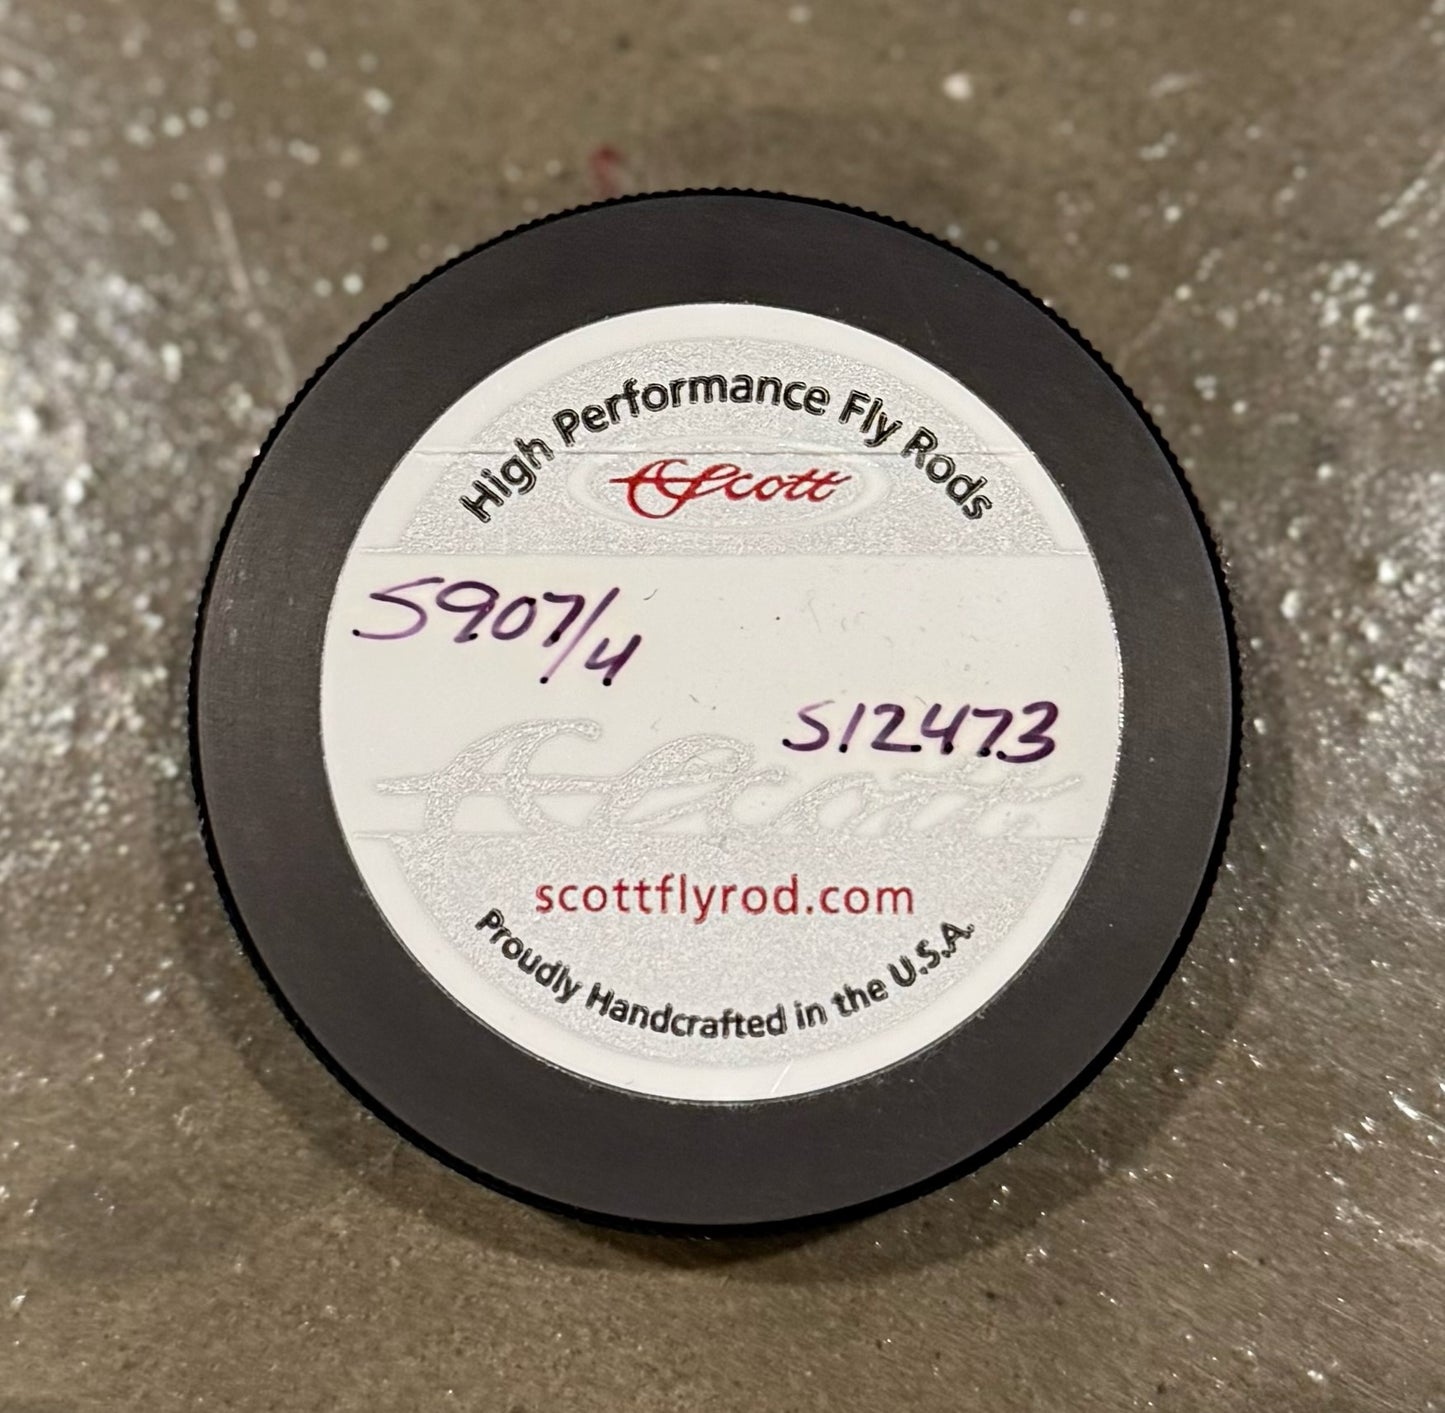 High Performance Fly Rods
Scott
S907/4
S12473
Scott
scottflyrod.com
Proudly Handcrafted in the U.S.A.